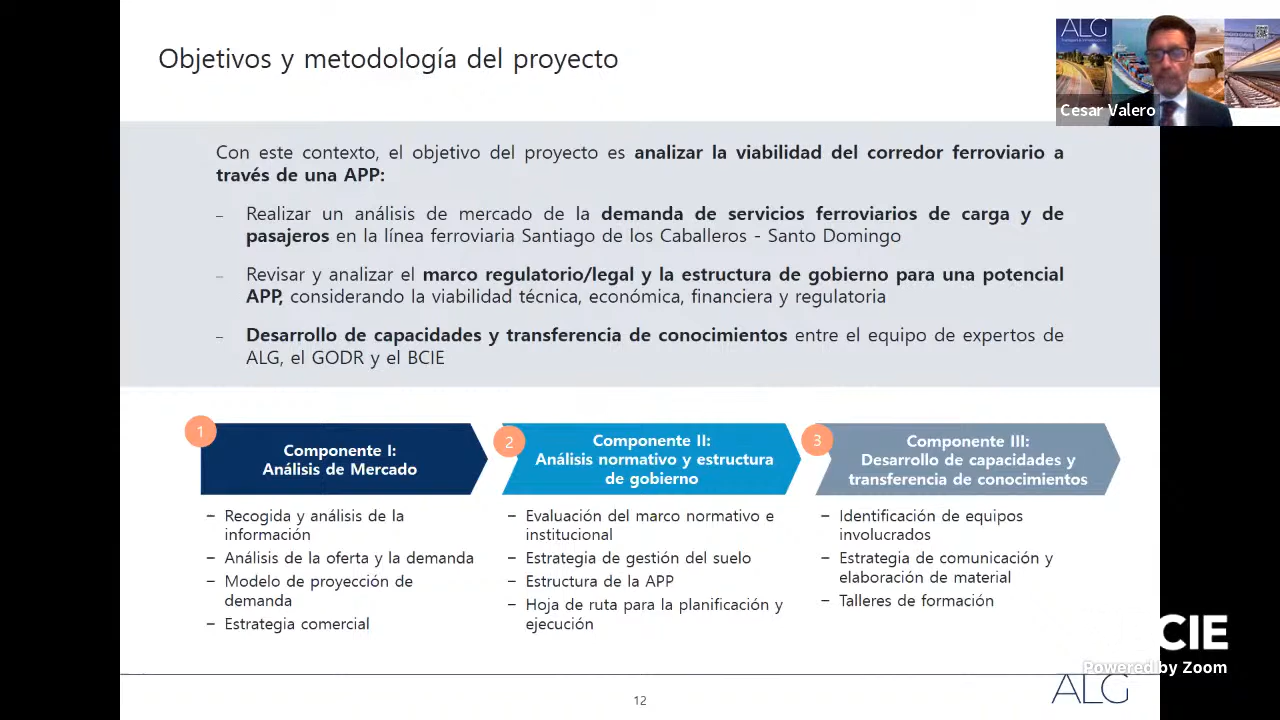 Objetivos y metodología del proyecto
ALG
Cesar Valero
Con este contexto, el objetivo del proyecto es analizar la viabilidad del corredor ferroviario a
través de una APP:
– Realizar un análisis de mercado de la demanda de servicios ferroviarios de carga y de
pasajeros en la línea ferroviaria Santiago de los Caballeros - Santo Domingo
– Revisar y analizar el marco regulatorio/legal y la estructura de gobierno para una potencial
APP, considerando la viabilidad técnica, económica, financiera y regulatoria
– Desarrollo de capacidades y transferencia de conocimientos entre el equipo de expertos de
ALG, el GODR y el BCIE
1
Componente I:
Análisis de Mercado
– Recogida y análisis de la
información
– Análisis de la oferta y la demanda
– Modelo de proyección de
demanda
– Estrategia comercial
2
Componente II:
Análisis normativo y estructura
de gobierno
– Evaluación del marco normativo e
institucional
– Estrategia de gestión del suelo
– Estructura de la APP
– Hoja de ruta para la planificación y
ejecución
3
Componente III:
Desarrollo de capacidades y
transferencia de conocimientos
– Identificación de equipos
involucrados
– Estrategia de comunicación y
elaboración de material
– Talleres de formación
CIE
Powered by Zoom
12
ALG